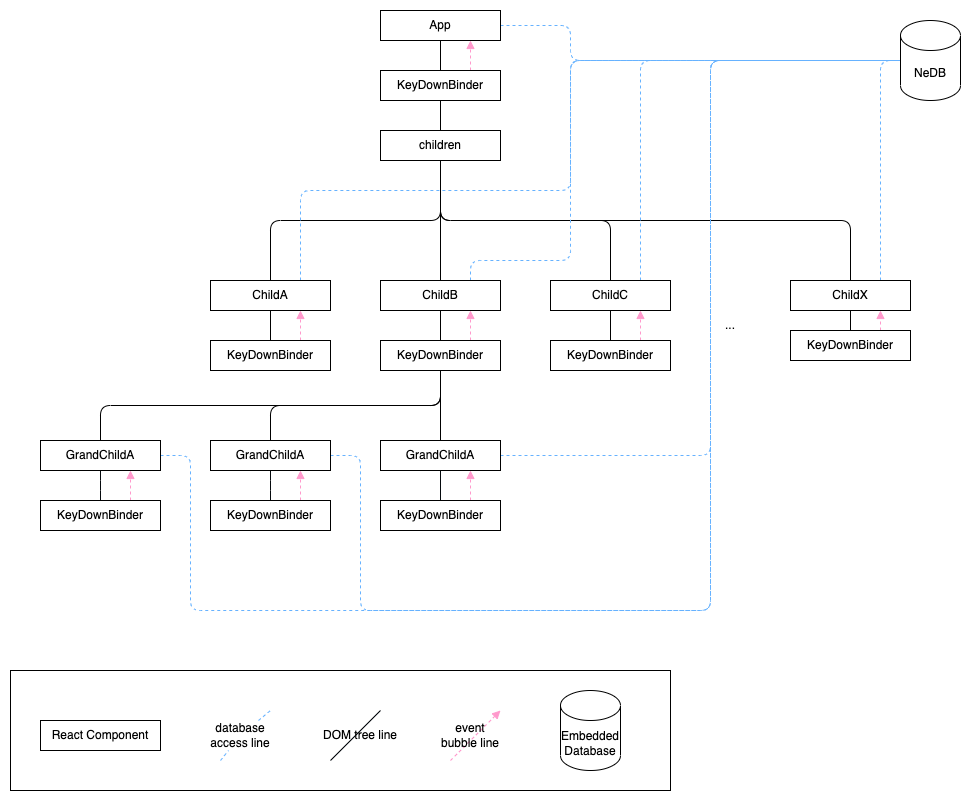 App
NeDB
KeyDownBinder
children
ChildA
ChildB
ChildC
ChildX
...
KeyDownBinder
KeyDownBinder
KeyDownBinder
KeyDownBinder
GrandChildA
GrandChildA
GrandChildA
KeyDownBinder
KeyDownBinder
KeyDownBinder
React Component
database
access line
DOM tree line
event
bubble line
Embedded
Database